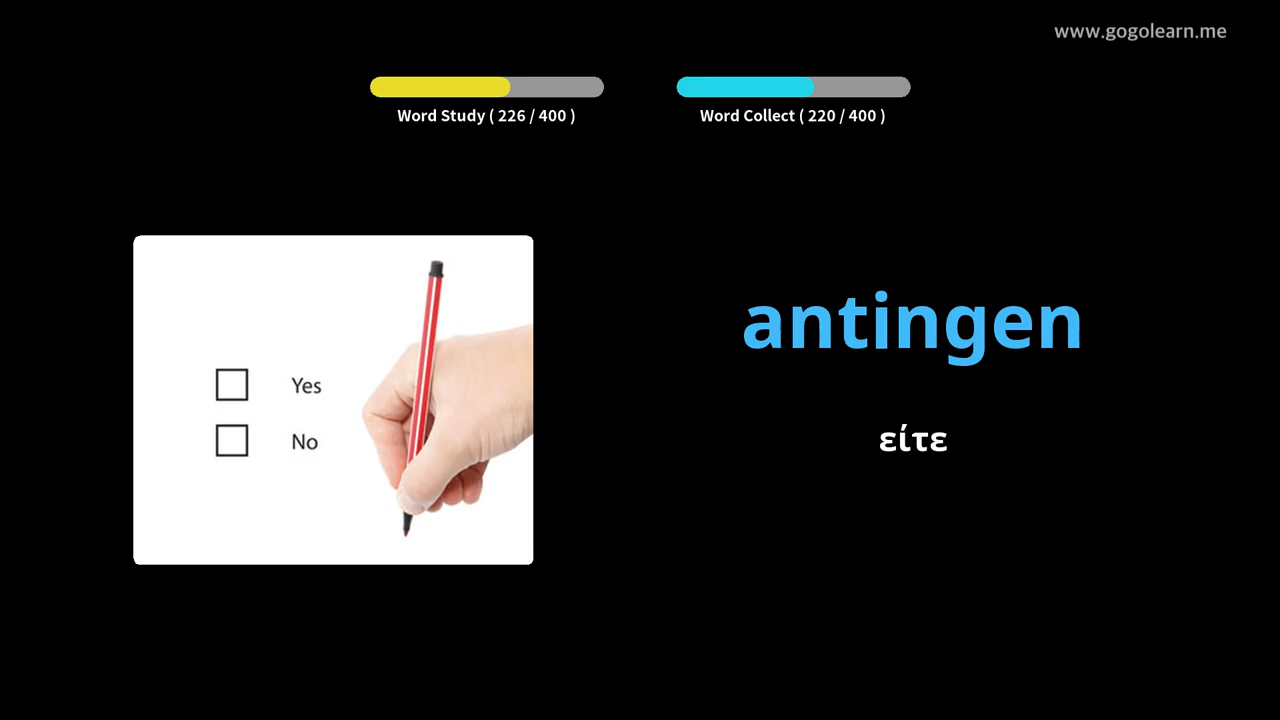 www.gogolearn.me
Word Study ( 226 / 400 )
Word Collect ( 220 / 400 )
Yes
No
antingen
είτε